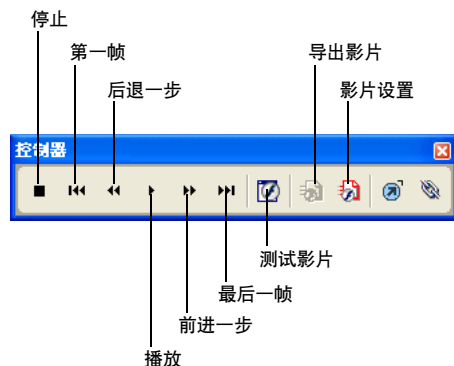 停止
第一帧
后退一步
导出影片
影片设置
控制器
测试影片
最后一帧
前进一步
播放